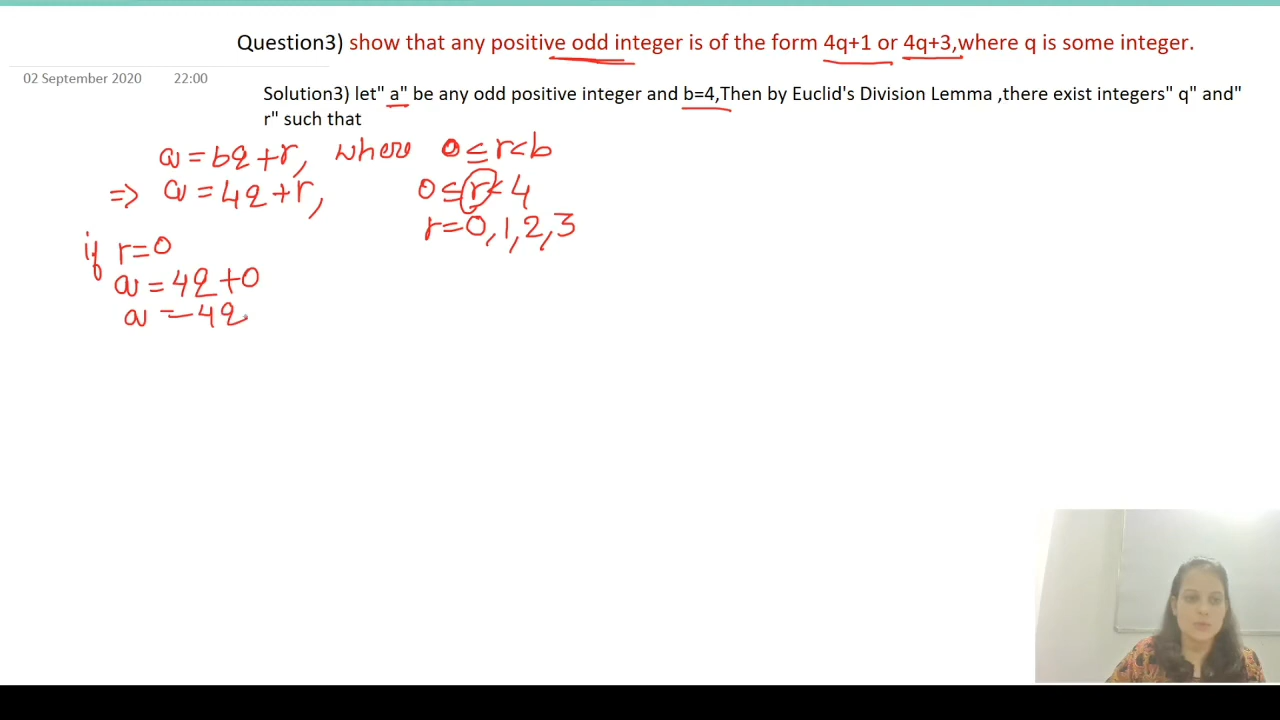 Question3) show that any positive odd integer is of the form 4q+1 or 4q+3,where q is some integer.
02 September 2020 22:00
Solution3) let" a" be any odd positive integer and b=4,Then by Euclid's Division Lemma ,there exist integers" q" and"
r" such that
a = bq + r, where 0 ≤ r < b
⇒ a = 4q + r, 0 ≤ r < 4
r = 0, 1, 2, 3
if r = 0
a = 4q + 0
a = 4q